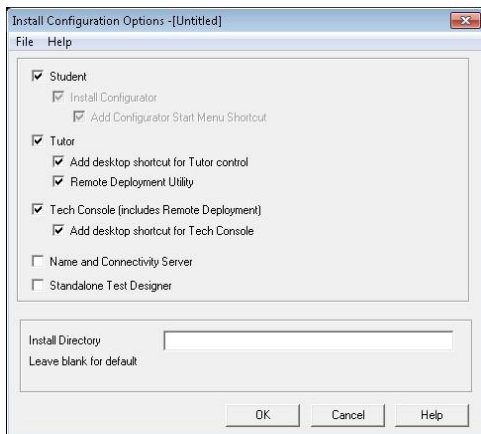 Install Configuration Options -[Untitled]
File Help
Student
Install Configurator
Add Configurator Start Menu Shortcut
Tutor
Add desktop shortcut for Tutor control
Remote Deployment Utility
Tech Console (includes Remote Deployment)
Add desktop shortcut for Tech Console
Name and Connectivity Server
Standalone Test Designer
Install Directory
Leave blank for default
OK Cancel Help